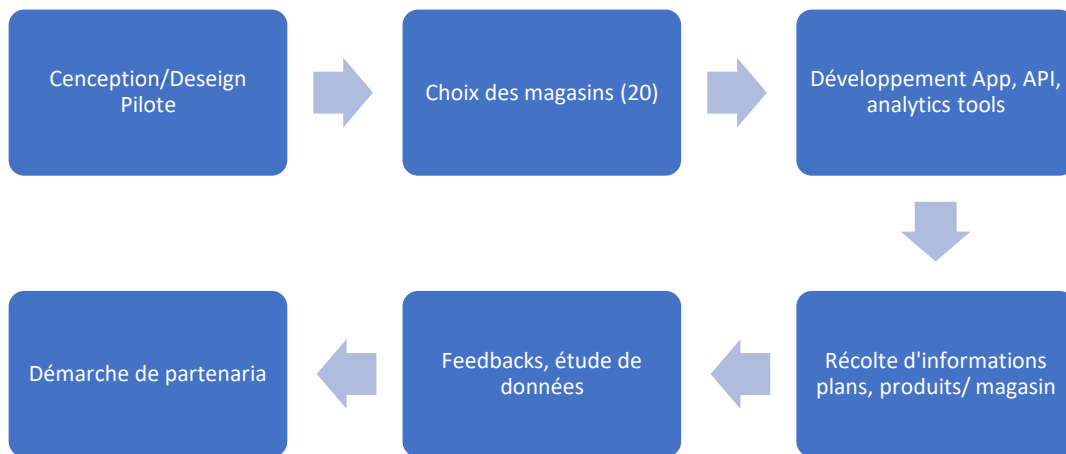 Cenception/Deseign
Pilote
Choix des magasins (20)
Développement App, API,
analytics tools
Récolte d'informations
plans, produits/ magasin
Feedbacks, étude de
données
Démarche de partenaria